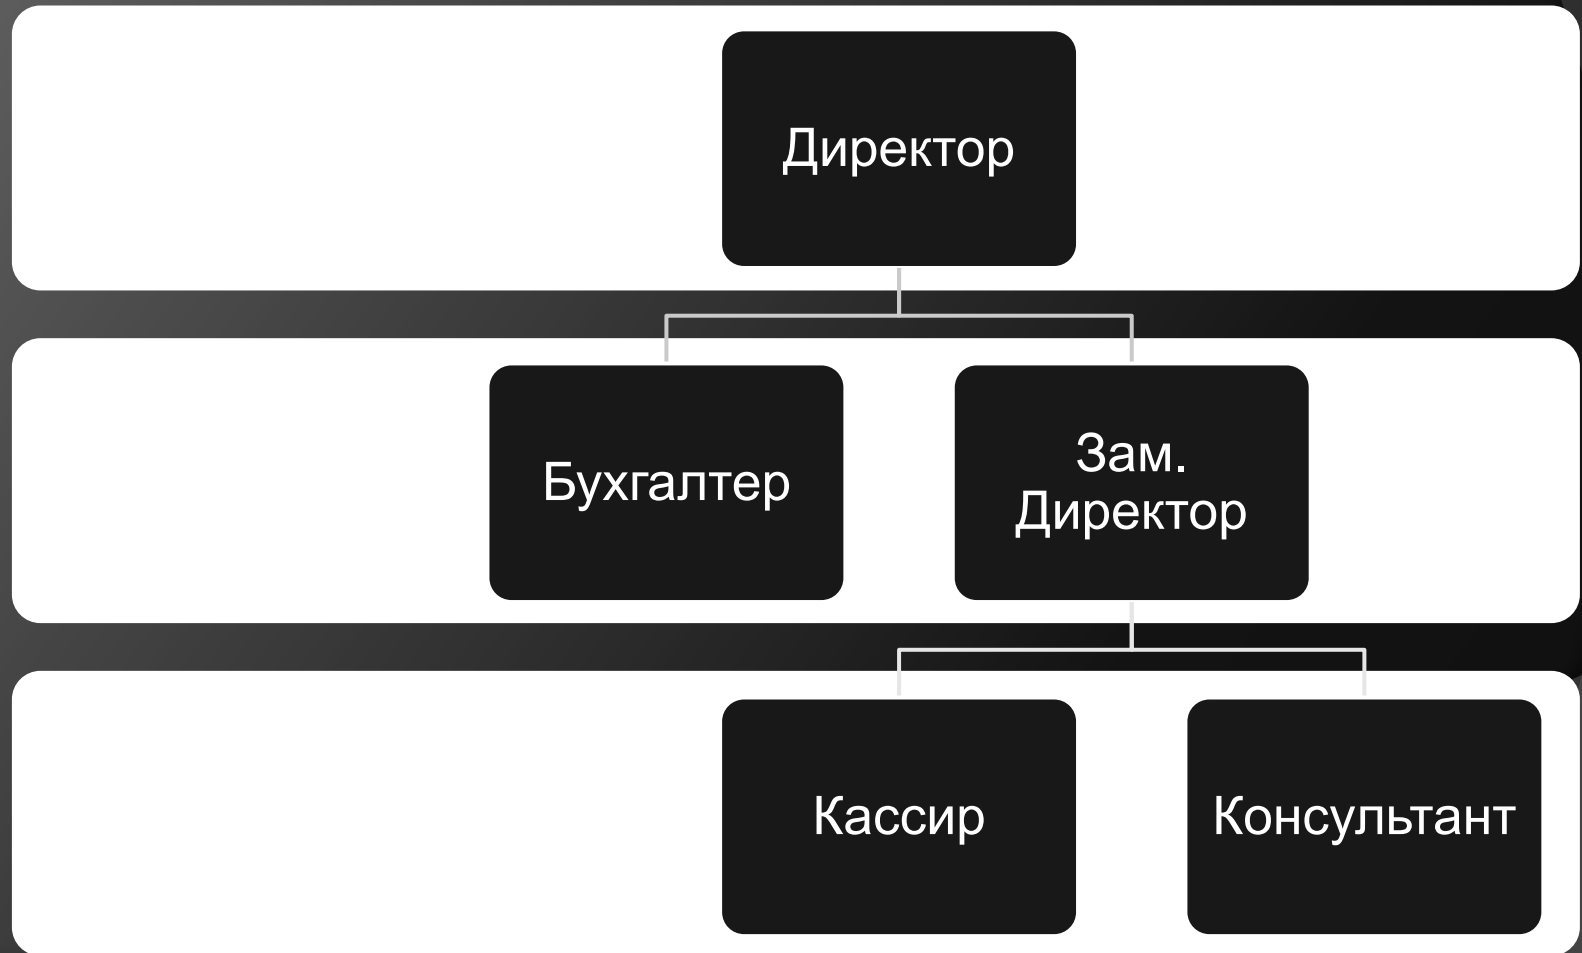 Директор
Бухгалтер
Зам.
Директор
Кассир
Консультант